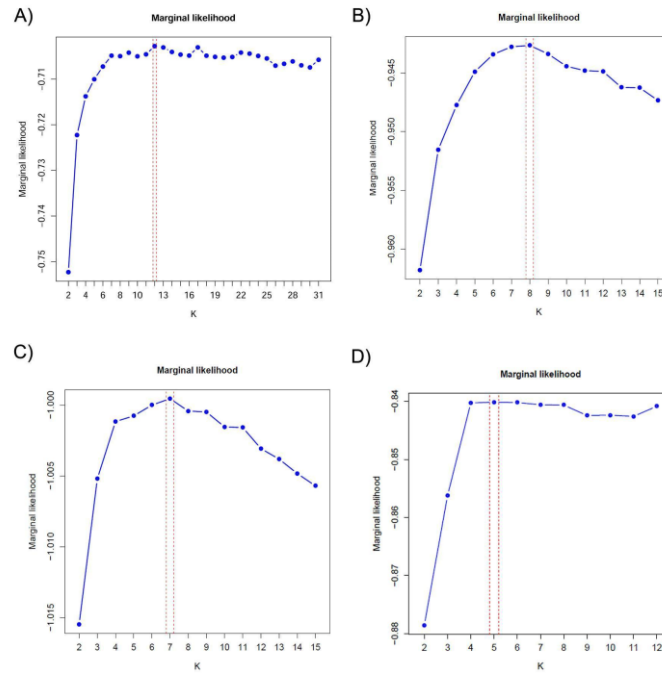 A)
Marginal likelihood
Marginal likelihood
−0.71
−0.72
−0.73
−0.74
−0.75
2 4 6 8 10 13 16 19 22 25 28 31
K
B)
Marginal likelihood
Marginal likelihood
−0.945
−0.950
−0.955
−0.960
2 3 4 5 6 7 8 9 10 11 12 13 14 15
K
C)
Marginal likelihood
Marginal likelihood
−1.000
−1.005
−1.010
−1.015
2 3 4 5 6 7 8 9 10 11 12 13 14 15
K
D)
Marginal likelihood
Marginal likelihood
−0.84
−0.85
−0.86
−0.87
−0.88
2 3 4 5 6 7 8 9 10 11 12
K